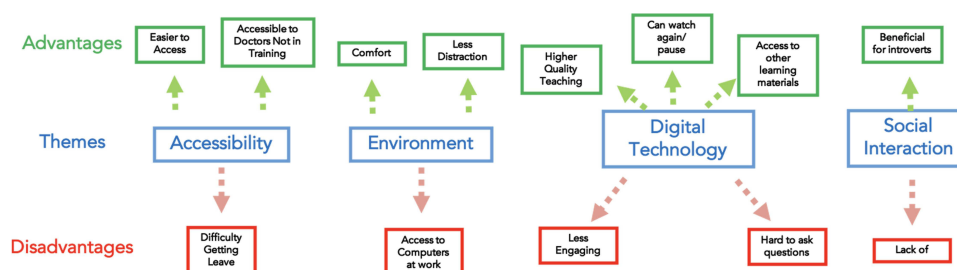 Advantages
Easier to
Access
Accessible to
Doctors Not in
Training
Comfort
Less
Distraction
Higher
Quality
Teaching
Can watch
again/
pause
Access to
other
learning
materials
Beneficial
for introverts
Themes
Accessibility
Environment
Digital
Technology
Social
Interaction
Disadvantages
Difficulty
Getting
Leave
Access to
Computers
at work
Less
Engaging
Hard to ask
questions
Lack of